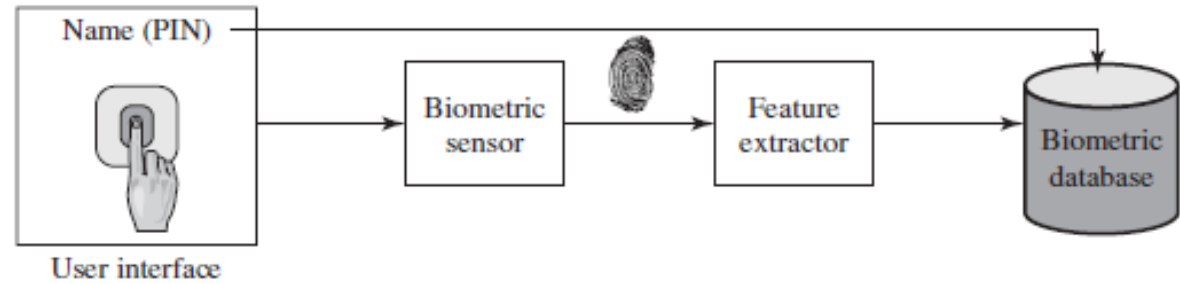 Name (PIN)
Biometric
sensor
Feature
extractor
Biometric
database
User interface